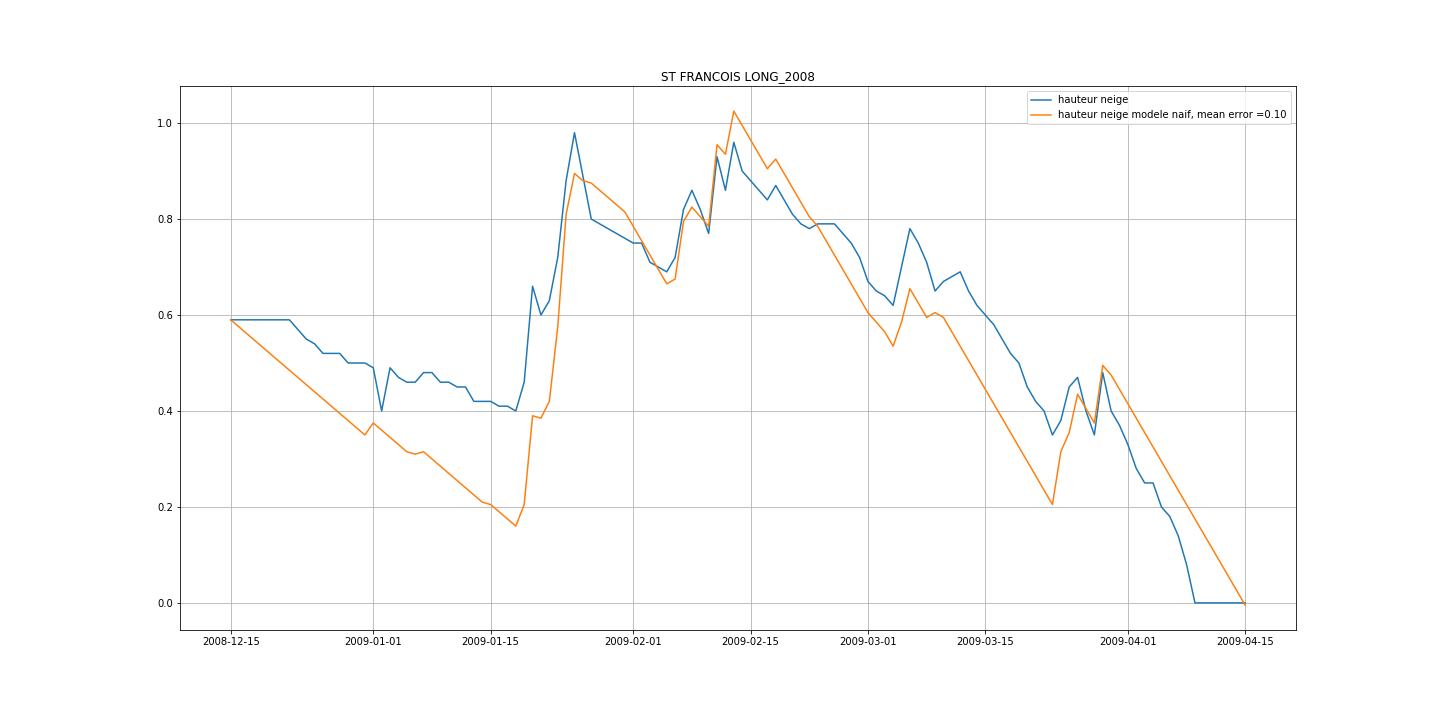 ST FRANCOIS LONG_2008
hauteur neige
hauteur neige modele naif, mean error =0.10
1.0
0.8
0.6
0.4
0.2
0.0
2008-12-15 2009-01-01 2009-01-15 2009-02-01 2009-02-15 2009-03-01 2009-03-15 2009-04-01 2009-04-15